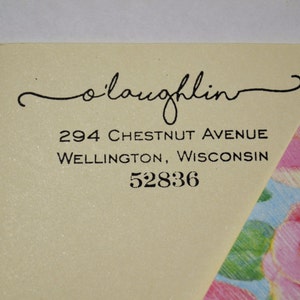 o'laughlin
294 Chestnut Avenue
Wellington, Wisconsin
52836